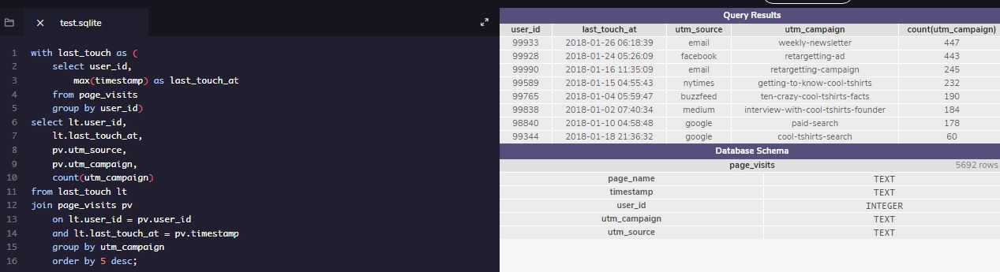 test.sqlite
1 with last_touch as (
2 select user_id,
3 max(timestamp) as last_touch_at
4 from page_visits
5 group by user_id)
6 select lt.user_id,
7 lt.last_touch_at,
8 pv.utm_source,
9 pv.utm_campaign,
10 count(utm_campaign)
11 from last_touch lt
12 join page_visits pv
13 on lt.user_id = pv.user_id
14 and lt.last_touch_at = pv.timestamp
15 group by utm_campaign
16 order by 5 desc;
Query Results
user_id last_touch_at utm_source utm_campaign count(utm_campaign)
99933 2018-01-26 06:18:39 email weekly-newsletter 447
99928 2018-01-24 05:26:09 facebook retargetting-ad 443
99990 2018-01-16 11:35:09 email retargetting-campaign 245
99589 2018-01-15 04:55:43 nytimes getting-to-know-cool-tshirts 232
99765 2018-01-04 05:59:47 buzzfeed ten-crazy-cool-tshirts-facts 190
99838 2018-01-02 07:40:34 medium interview-with-cool-tshirts-founder 184
98840 2018-01-10 04:58:48 google paid-search 178
99344 2018-01-18 21:36:32 google cool-tshirts-search 60
Database Schema
page_visits 5692 rows
page_name TEXT
timestamp TEXT
user_id INTEGER
utm_campaign TEXT
utm_source TEXT